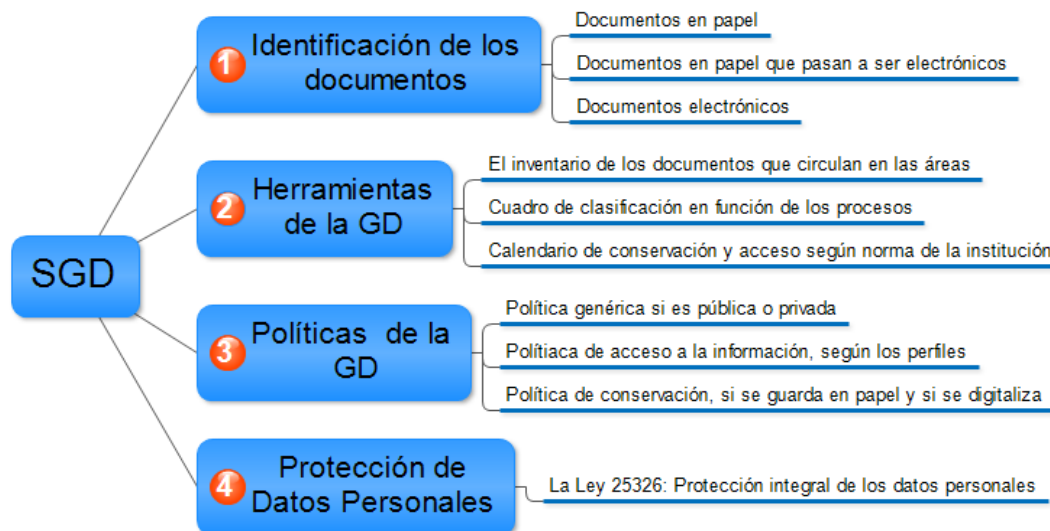 SGD
1
Identificación de los
documentos
Documentos en papel
Documentos en papel que pasan a ser electrónicos
Documentos electrónicos
2
Herramientas
de la GD
El inventario de los documentos que circulan en las áreas
Cuadro de clasificación en función de los procesos
Calendario de conservación y acceso según norma de la institución
3
Políticas de la
GD
Política genérica si es pública o privada
Polítiaca de acceso a la información, según los perfiles
Política de conservación, si se guarda en papel y si se digitaliza
4
Protección de
Datos Personales
La Ley 25326: Protección integral de los datos personales